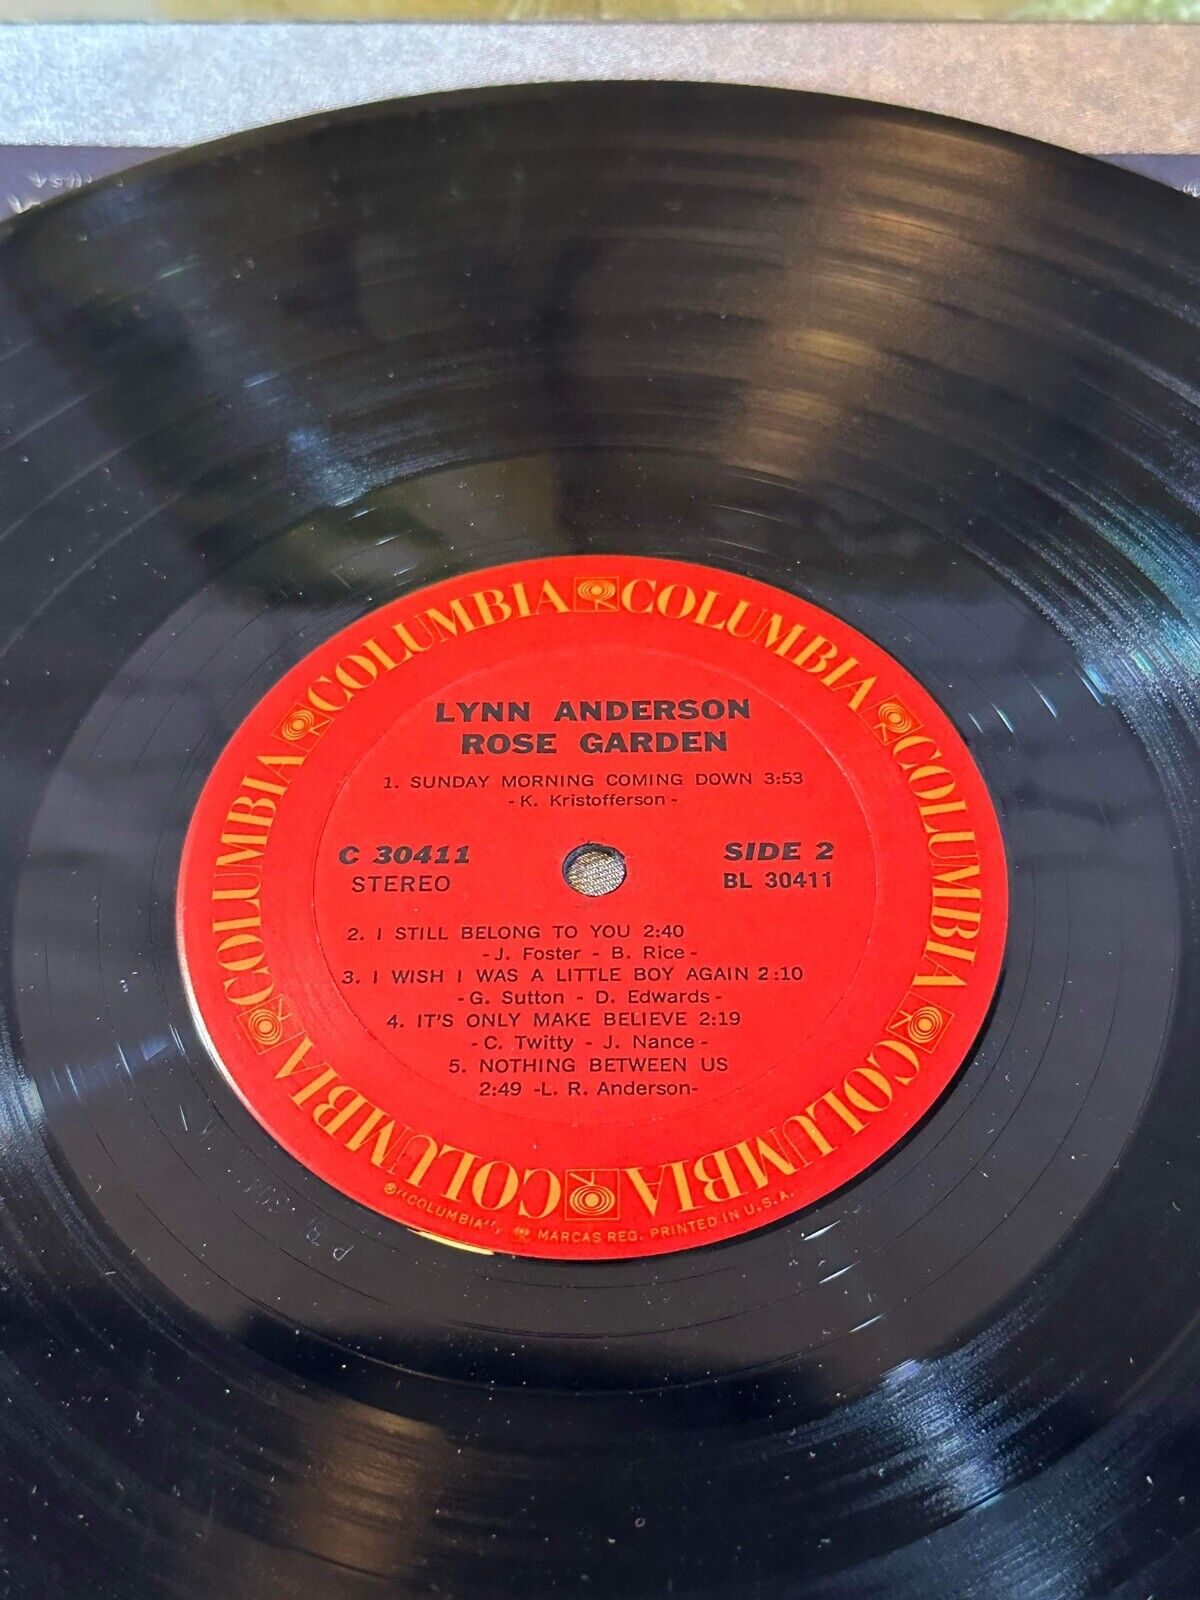 COLUMBIA COLUMBIA COLUMBIA COLUMBIA COLUMBIA COLUMBIA
LYNN ANDERSON
ROSE GARDEN
1. SUNDAY MORNING COMING DOWN 3:53
- K. Kristofferson -
C 30411
STEREO
SIDE 2
BL 30411
2. I STILL BELONG TO YOU 2:40
- J. Foster - B. Rice -
3. I WISH I WAS A LITTLE BOY AGAIN 2:10
- G. Sutton - D. Edwards -
4. IT'S ONLY MAKE BELIEVE 2:19
- C. Twitty - J. Nance -
5. NOTHING BETWEEN US
2:49 -L. R. Anderson-
®"COLUMBIA", MARCAS REG. PRINTED IN U.S.A.